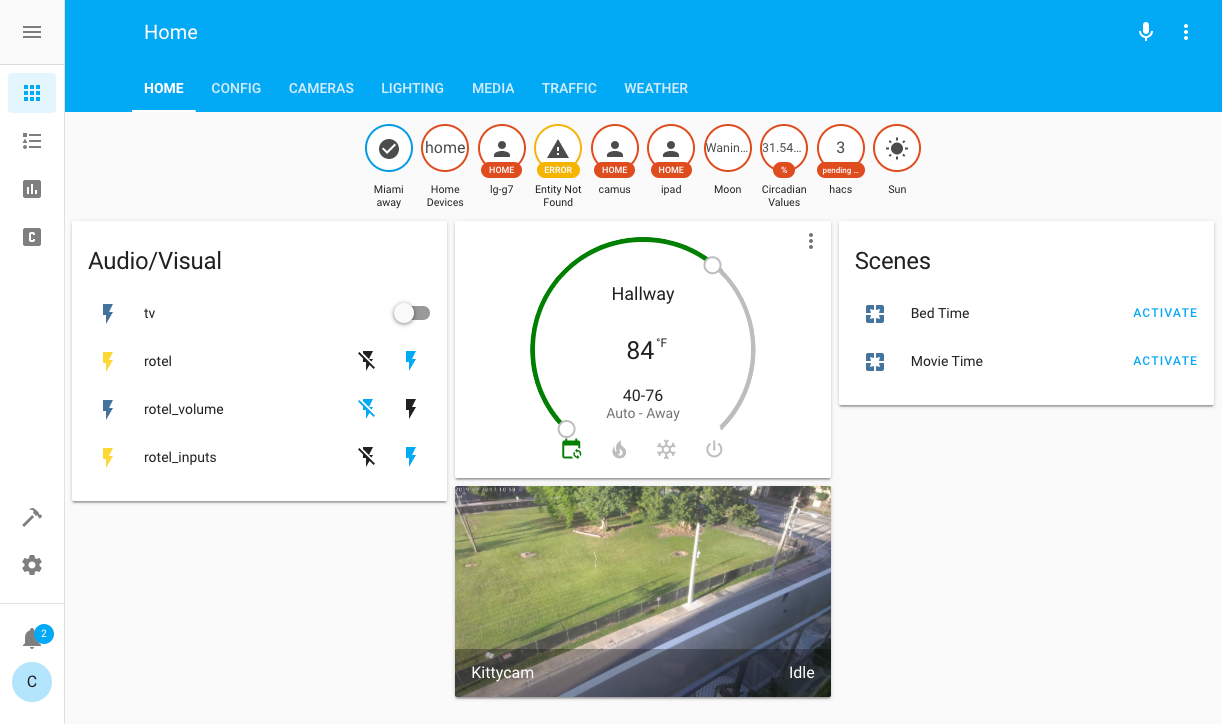 Home
HOME CONFIG CAMERAS LIGHTING MEDIA TRAFFIC WEATHER
home Wanin... 31.54... 3
HOME ERROR HOME HOME % pending ...
Miami away
Home Devices
lg-g7
Entity Not Found
camus
ipad
Moon
Circadian Values
hacs
Sun
C
Audio/Visual
tv
rotel
rotel_volume
rotel_inputs
Hallway
84 °F
40-76
Auto - Away
Scenes
Bed Time ACTIVATE
Movie Time ACTIVATE
Kittycam Idle
2
C